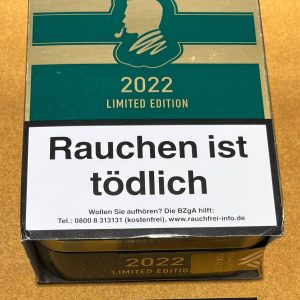 2022
LIMITED EDITION
Rauchen ist
tödlich
Wollen Sie aufhören? Die BZgA hilft:
Tel.: 0800 8 313131 (kostenfrei), www.rauchfrei-info.de
2022
LIMITED EDITION